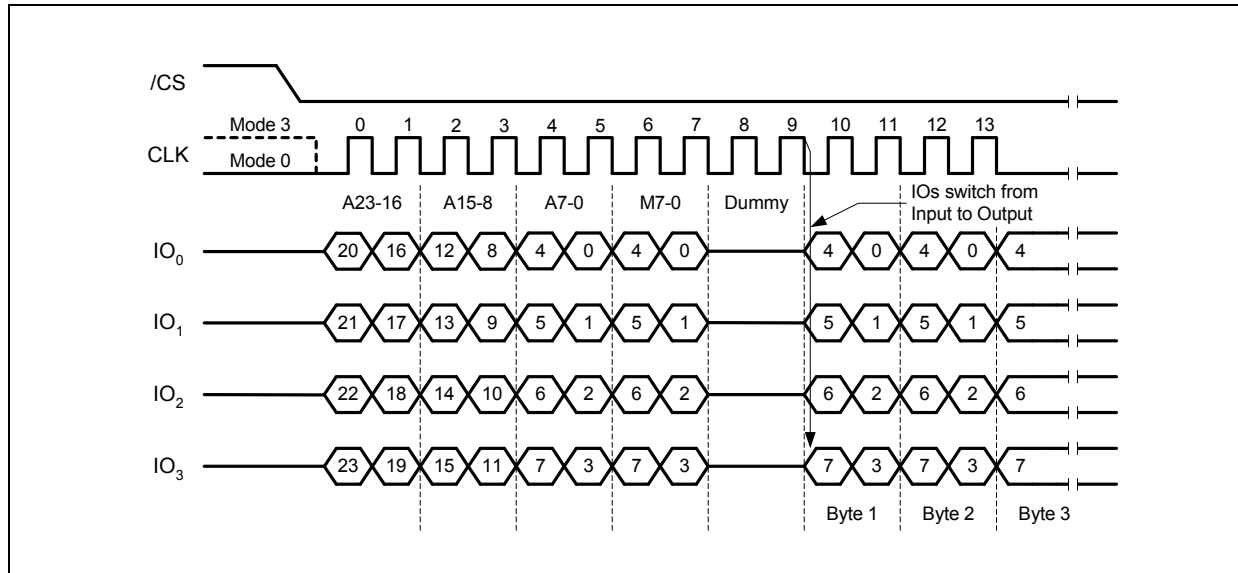 /CS
Mode 3
0 1 2 3 4 5 6 7 8 9 10 11 12 13
CLK
Mode 0
A23-16 A15-8 A7-0 M7-0 Dummy
IOs switch from
Input to Output
IO0 20 16 12 8 4 0 4 0 4 0 4 0 4
IO1 21 17 13 9 5 1 5 1 5 1 5 1 5
IO2 22 18 14 10 6 2 6 2 6 2 6 2 6
IO3 23 19 15 11 7 3 7 3 7 3 7 3 7
Byte 1 Byte 2 Byte 3